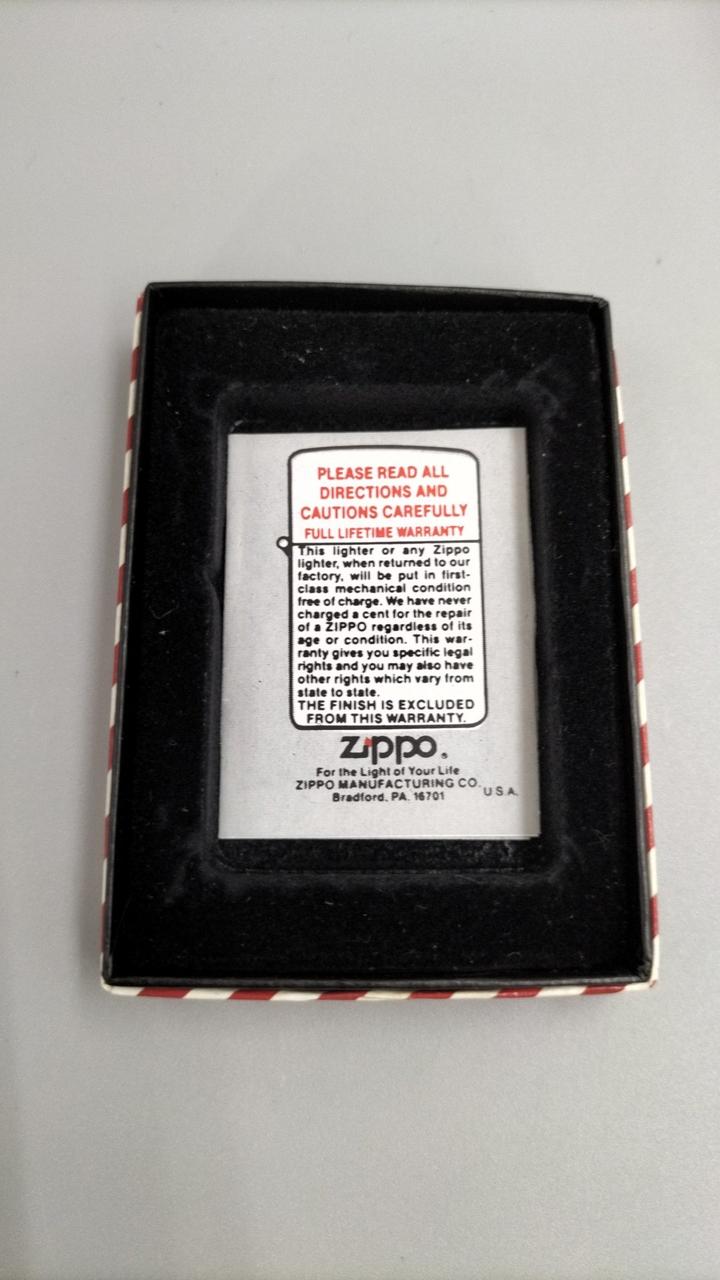 PLEASE READ ALL
DIRECTIONS AND
CAUTIONS CAREFULLY
FULL LIFETIME WARRANTY
This lighter or any Zippo
lighter, when returned to our
factory, will be put in first-
class mechanical condition
free of charge. We have never
charged a cent for the repair
of a ZIPPO regardless of its
age or condition. This war-
ranty gives you specific legal
rights and you may also have
other rights which vary from
state to state.
THE FINISH IS EXCLUDED
FROM THIS WARRANTY.
Zippo®
For the Light of Your Life
ZIPPO MANUFACTURING CO.
Bradford, PA. 16701 U.S.A.